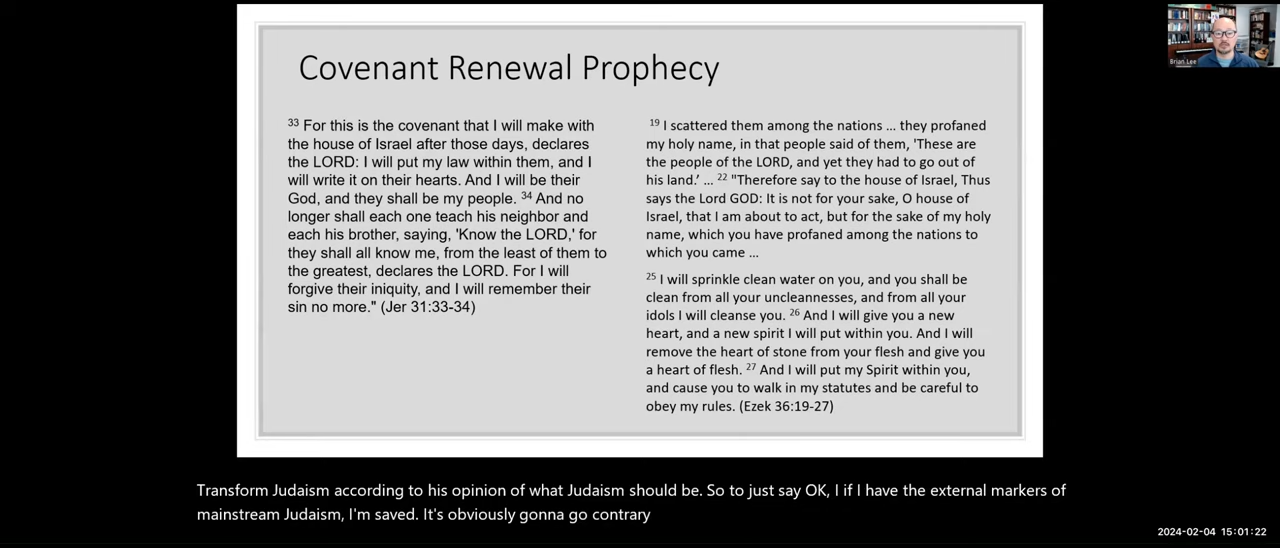 Covenant Renewal Prophecy
33 For this is the covenant that I will make with
the house of Israel after those days, declares
the LORD: I will put my law within them, and I
will write it on their hearts. And I will be their
God, and they shall be my people. 34 And no
longer shall each one teach his neighbor and
each his brother, saying, 'Know the LORD,' for
they shall all know me, from the least of them to
the greatest, declares the LORD. For I will
forgive their iniquity, and I will remember their
sin no more." (Jer 31:33-34)
19 I scattered them among the nations ... they profaned
my holy name, in that people said of them, 'These are
the people of the LORD, and yet they had to go out of
his land.' ... 22 "Therefore say to the house of Israel, Thus
says the Lord GOD: It is not for your sake, O house of
Israel, that I am about to act, but for the sake of my holy
name, which you have profaned among the nations to
which you came ...
25 I will sprinkle clean water on you, and you shall be
clean from all your uncleannesses, and from all your
idols I will cleanse you. 26 And I will give you a new
heart, and a new spirit I will put within you. And I will
remove the heart of stone from your flesh and give you
a heart of flesh. 27 And I will put my Spirit within you,
and cause you to walk in my statutes and be careful to
obey my rules. (Ezek 36:19-27)
Brian Lee
Transform Judaism according to his opinion of what Judaism should be. So to just say OK, I if I have the external markers of
mainstream Judaism, I'm saved. It's obviously gonna go contrary
2024-02-04 15:01:22